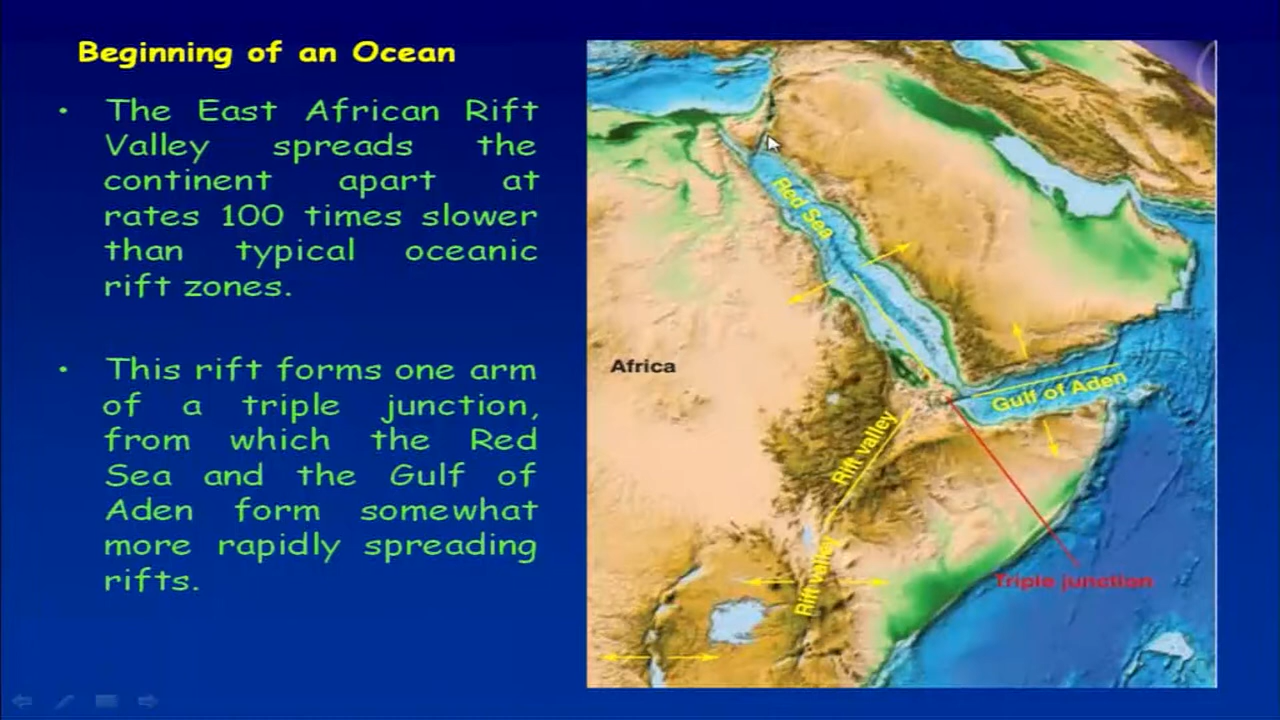 Beginning of an Ocean
• The East African Rift
Valley spreads the
continent apart at
rates 100 times slower
than typical oceanic
rift zones.
• This rift forms one arm
of a triple junction,
from which the Red
Sea and the Gulf of
Aden form somewhat
more rapidly spreading
rifts.
Red Sea
Africa
Gulf of Aden
Rift valley
Rift valley
Triple junction